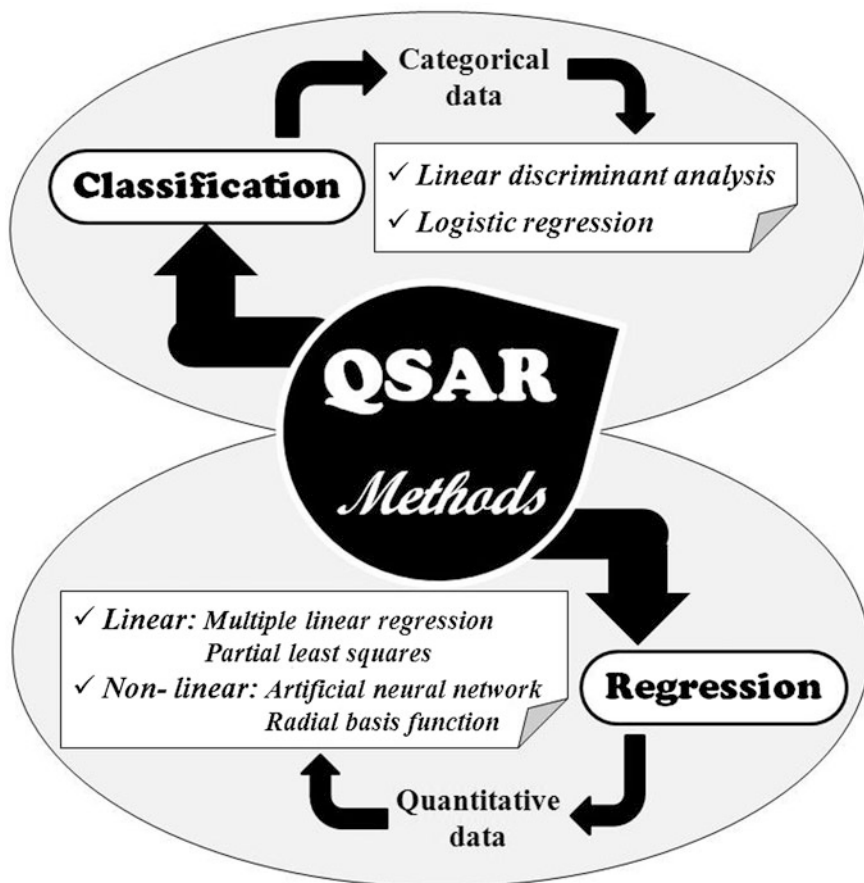 Categorical
data
Classification
✓ Linear discriminant analysis
✓ Logistic regression
QSAR
Methods
✓ Linear: Multiple linear regression
Partial least squares
✓ Non- linear: Artificial neural network
Radial basis function
Regression
Quantitative
data